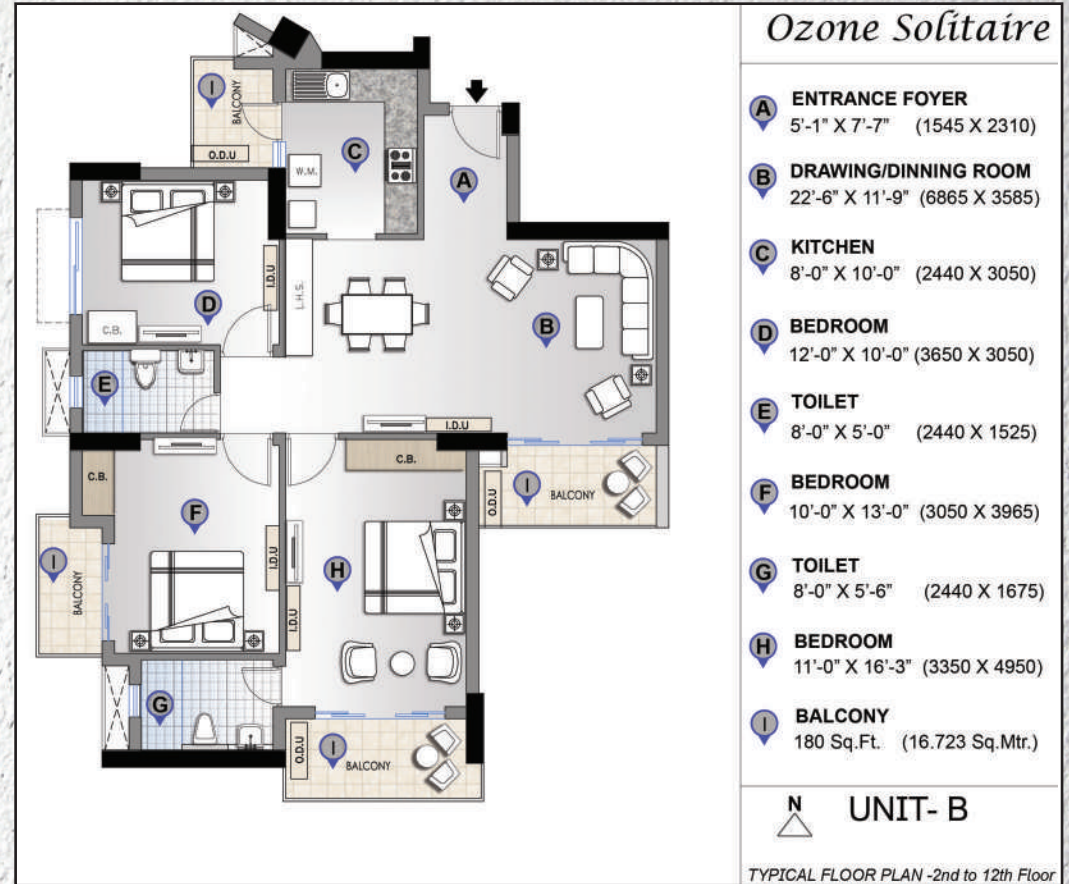 Ozone Solitaire
A ENTRANCE FOYER
5'-1" X 7'-7" (1545 X 2310)
B DRAWING/DINNING ROOM
22'-6" X 11'-9" (6865 X 3585)
C KITCHEN
8'-0" X 10'-0" (2440 X 3050)
D BEDROOM
12'-0" X 10'-0" (3650 X 3050)
E TOILET
8'-0" X 5'-0" (2440 X 1525)
F BEDROOM
10'-0" X 13'-0" (3050 X 3965)
G TOILET
8'-0" X 5'-6" (2440 X 1675)
H BEDROOM
11'-0" X 16'-3" (3350 X 4950)
I BALCONY
180 Sq.Ft. (16.723 Sq.Mtr.)
N
UNIT- B
TYPICAL FLOOR PLAN -2nd to 12th Floor
I
BALCONY
O.D.U
C
W.M.
A
D
I.D.U
L.H.S.
C.B.
B
E
I.D.U
C.B.
C.B.
F
I.D.U
H
I.D.U
O.D.U
I
BALCONY
I
BALCONY
G
O.D.U
I
BALCONY